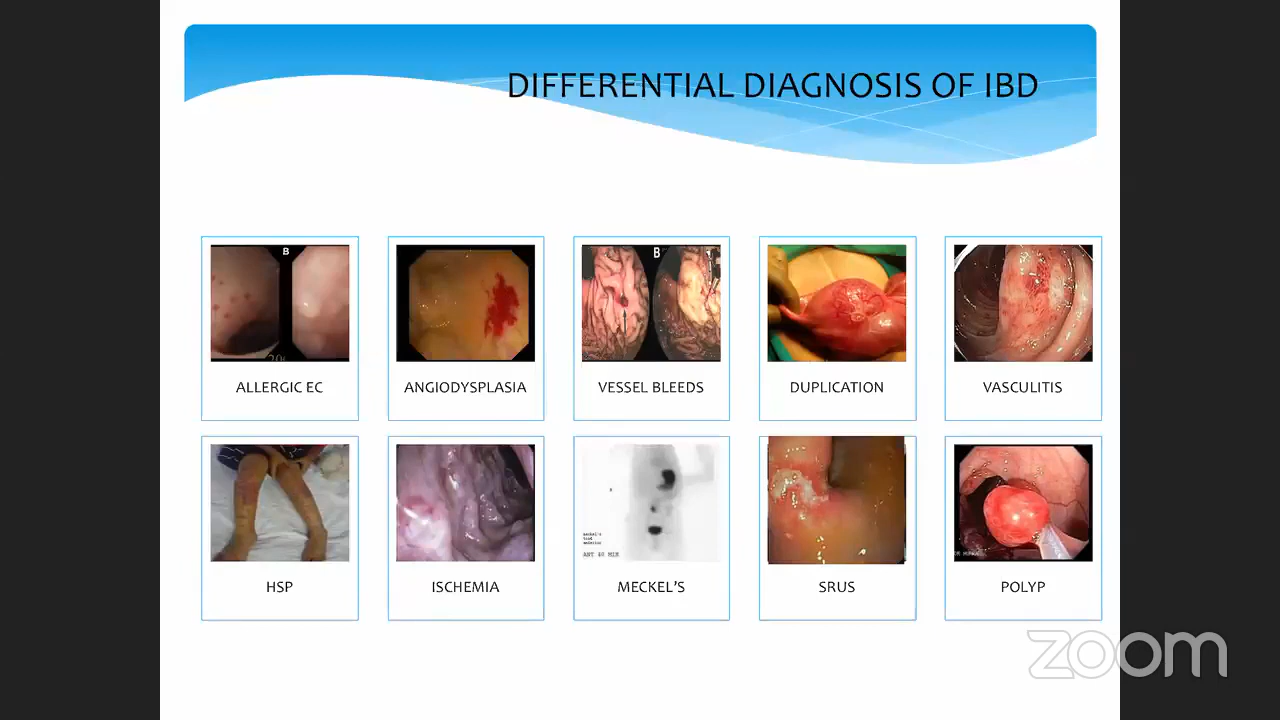 DIFFERENTIAL DIAGNOSIS OF IBD
B
B
ALLERGIC EC
ANGIODYSPLASIA
VESSEL BLEEDS
DUPLICATION
VASCULITIS
HSP
ISCHEMIA
MECKEL'S
SRUS
POLYP
zoom